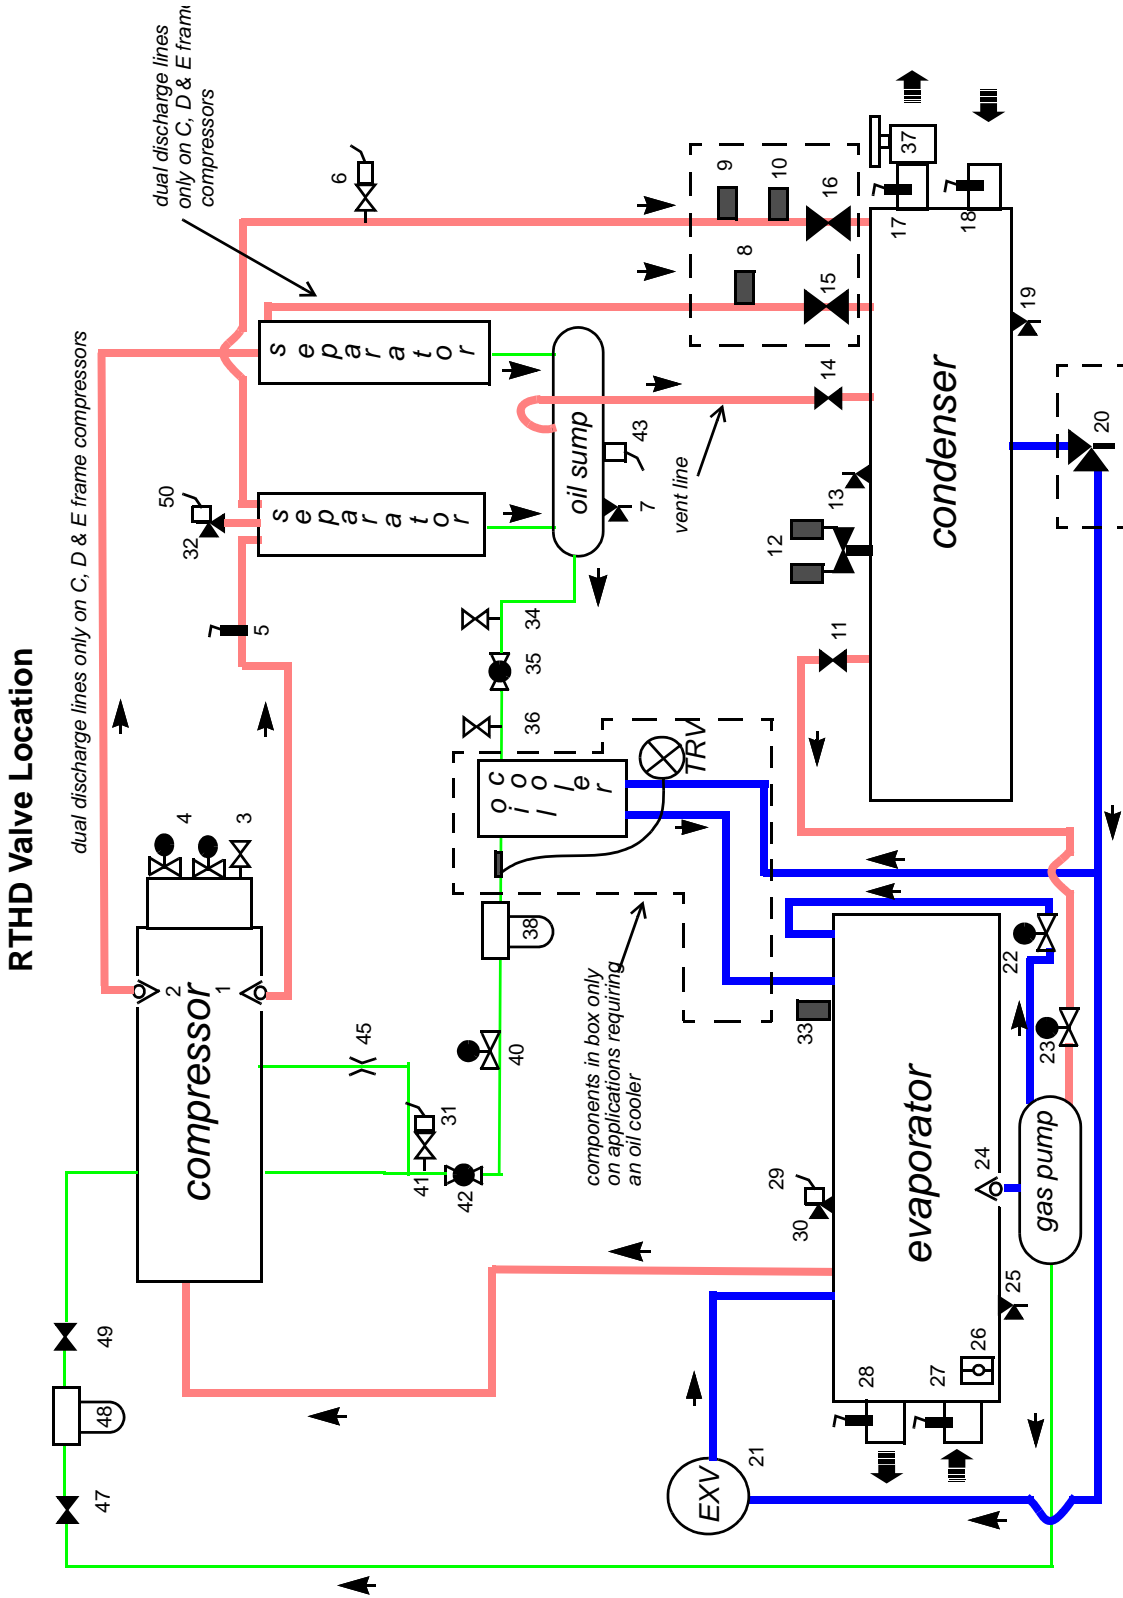 RTHD Valve Location
dual discharge lines only on C, D & E frame compressors
dual discharge lines
only on C, D & E frame
compressors
compressor
1
2
3
4
5
6
50
32
separator
separator
oil sump
43
7
vent line
8
9
10
11
12
13
14
15
16
17
18
19
20
37
condenser
34
35
36
oil
cooler
TRV
38
components in box only
on applications requiring
an oil cooler
40
41
42
45
31
evaporator
33
22
23
24
25
26
27
28
29
30
gas pump
EXV
21
47
48
49